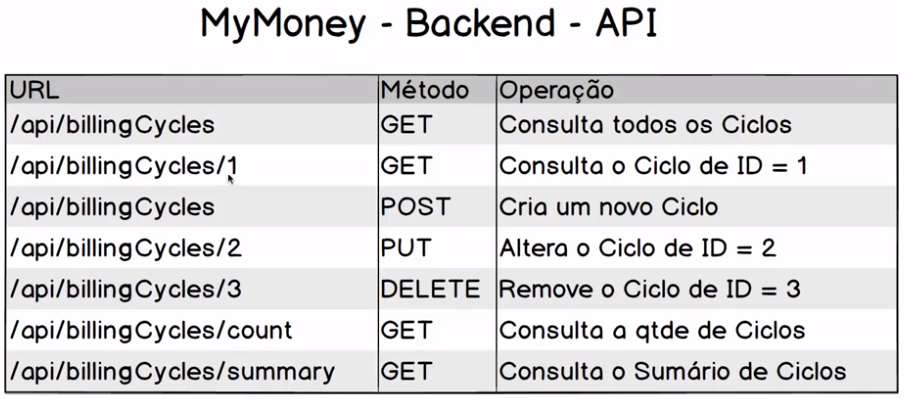 MyMoney - Backend - API
URL Método Operação
/api/billingCycles GET Consulta todos os Ciclos
/api/billingCycles/1 GET Consulta o Ciclo de ID = 1
/api/billingCycles POST Cria um novo Ciclo
/api/billingCycles/2 PUT Altera o Ciclo de ID = 2
/api/billingCycles/3 DELETE Remove o Ciclo de ID = 3
/api/billingCycles/count GET Consulta a qtde de Ciclos
/api/billingCycles/summary GET Consulta o Sumário de Ciclos